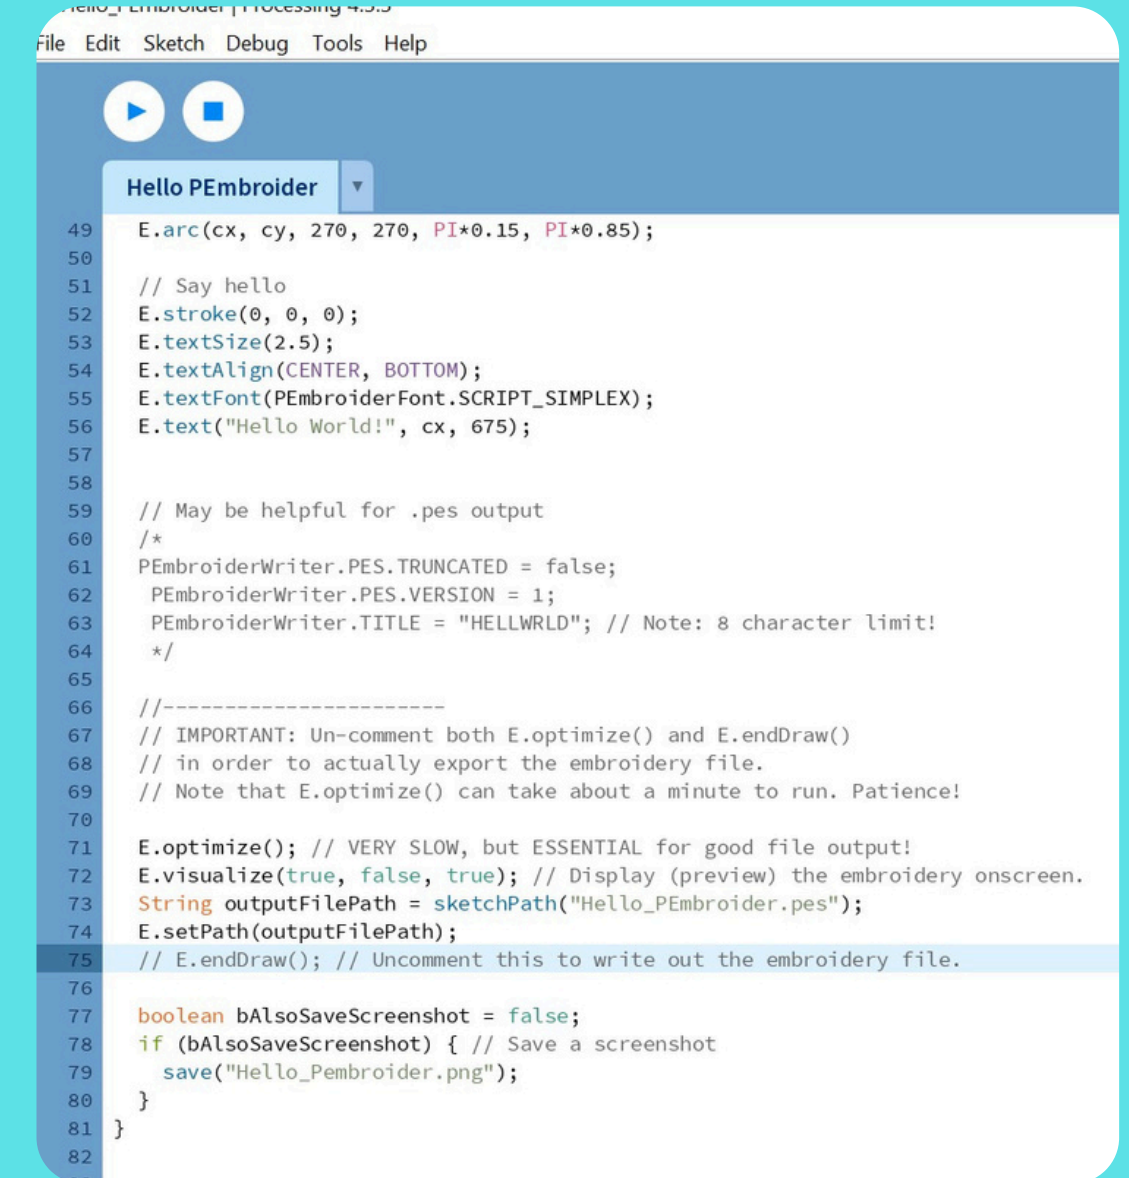 Hello_PEmbroider | Processing 4.3.3
File Edit Sketch Debug Tools Help
Hello PEmbroider ▼
49 E.arc(cx, cy, 270, 270, PI*0.15, PI*0.85);
50
51 // Say hello
52 E.stroke(0, 0, 0);
53 E.textSize(2.5);
54 E.textAlign(CENTER, BOTTOM);
55 E.textFont(PEmbroiderFont.SCRIPT_SIMPLEX);
56 E.text("Hello World!", cx, 675);
57
58
59 // May be helpful for .pes output
60 /*
61 PEmbroiderWriter.PES.TRUNCATED = false;
62 PEmbroiderWriter.PES.VERSION = 1;
63 PEmbroiderWriter.TITLE = "HELLWRLD"; // Note: 8 character limit!
64 */
65
66 //-----------------------
67 // IMPORTANT: Un-comment both E.optimize() and E.endDraw()
68 // in order to actually export the embroidery file.
69 // Note that E.optimize() can take about a minute to run. Patience!
70
71 E.optimize(); // VERY SLOW, but ESSENTIAL for good file output!
72 E.visualize(true, false, true); // Display (preview) the embroidery onscreen.
73 String outputFilePath = sketchPath("Hello_PEmbroider.pes");
74 E.setPath(outputFilePath);
75 // E.endDraw(); // Uncomment this to write out the embroidery file.
76
77 boolean bAlsoSaveScreenshot = false;
78 if (bAlsoSaveScreenshot) { // Save a screenshot
79 save("Hello_Pembroider.png");
80 }
81 }
82